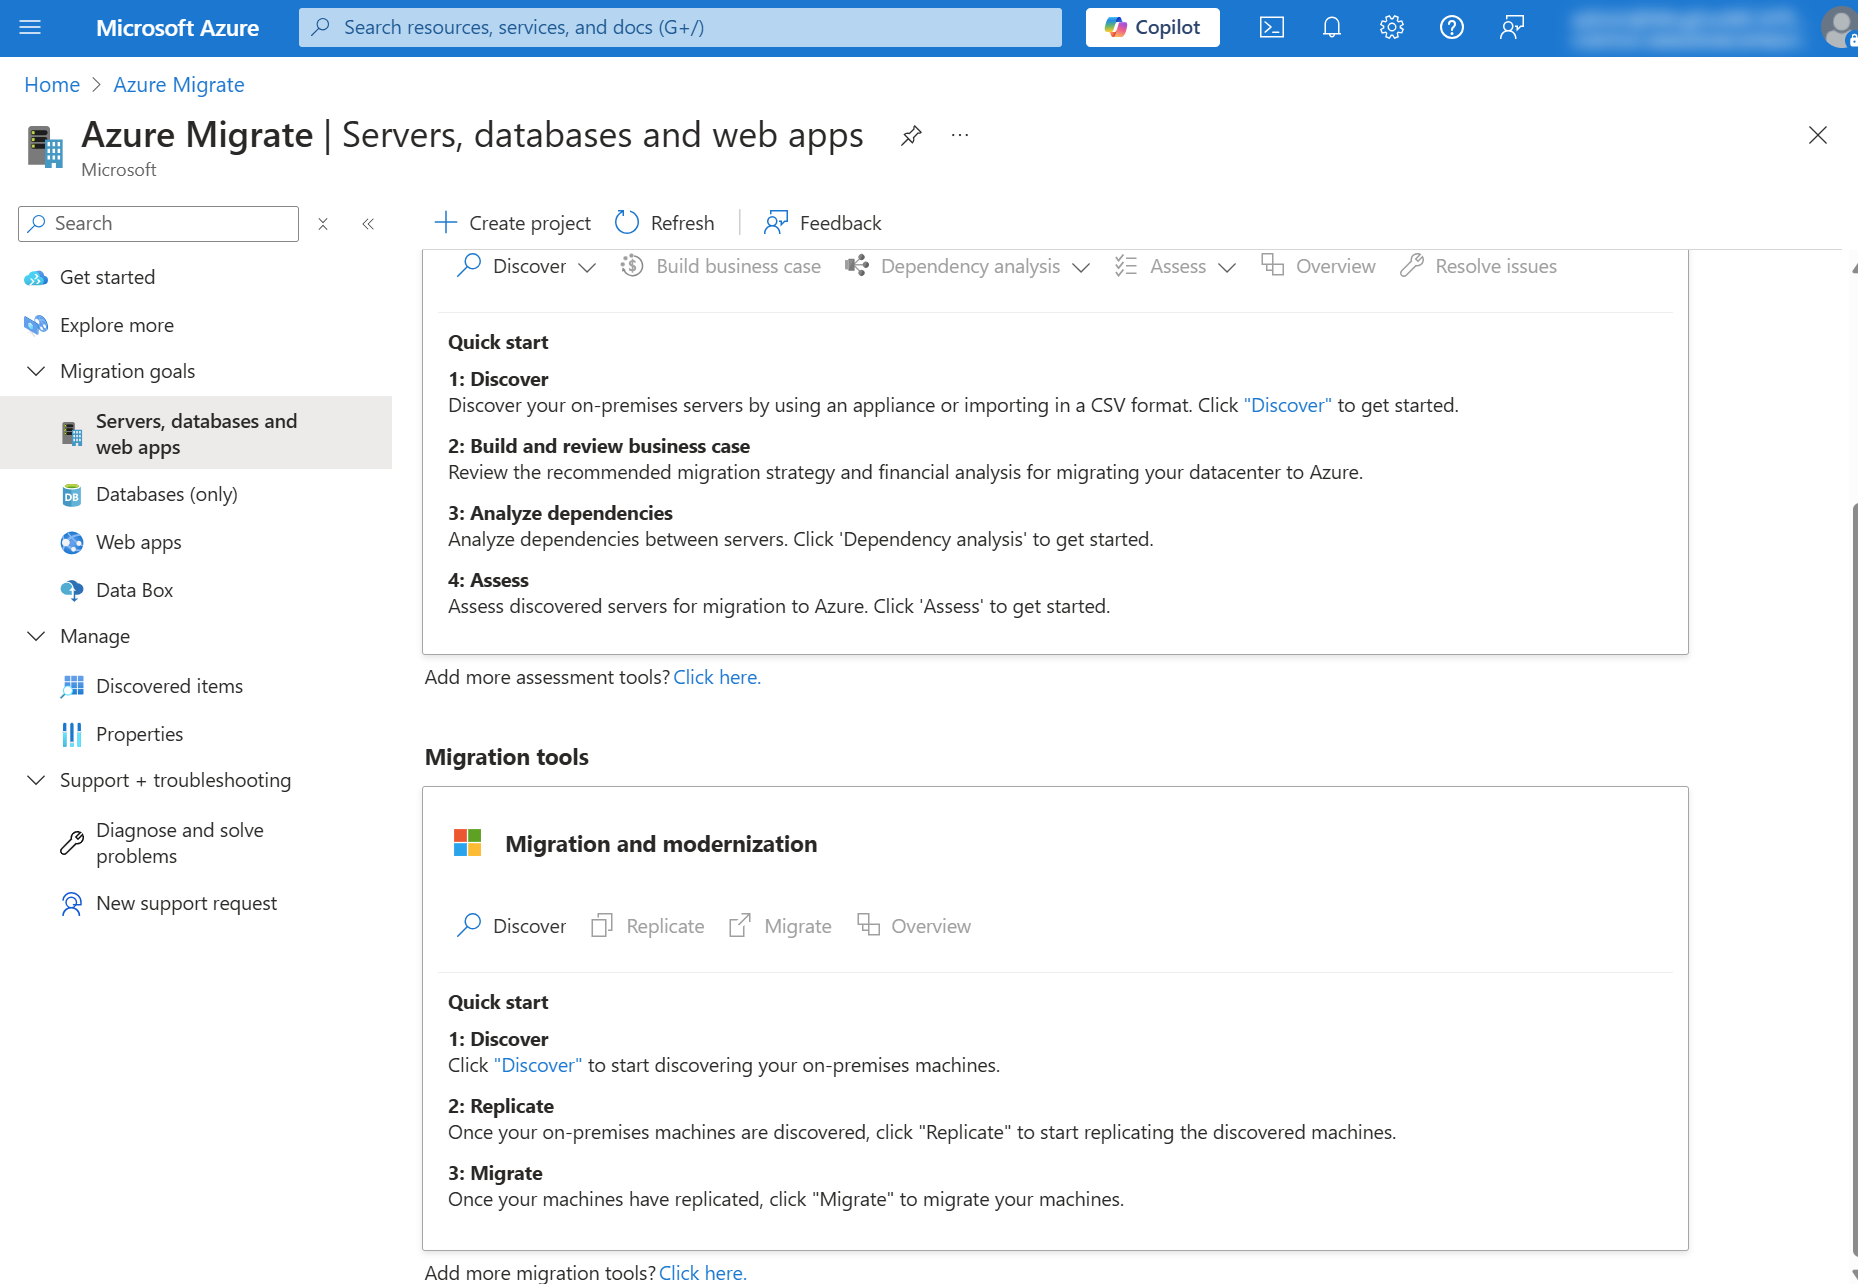 Microsoft Azure
Search resources, services, and docs (G+/)
Copilot
Home > Azure Migrate
Azure Migrate | Servers, databases and web apps
Microsoft
Search
Create project
Refresh
Feedback
Get started
Explore more
Migration goals
Servers, databases and
web apps
Databases (only)
Web apps
Data Box
Manage
Discovered items
Properties
Support + troubleshooting
Diagnose and solve
problems
New support request
Discover
Build business case
Dependency analysis
Assess
Overview
Resolve issues
Quick start
1: Discover
Discover your on-premises servers by using an appliance or importing in a CSV format. Click "Discover" to get started.
2: Build and review business case
Review the recommended migration strategy and financial analysis for migrating your datacenter to Azure.
3: Analyze dependencies
Analyze dependencies between servers. Click 'Dependency analysis' to get started.
4: Assess
Assess discovered servers for migration to Azure. Click 'Assess' to get started.
Add more assessment tools? Click here.
Migration tools
Migration and modernization
Discover
Replicate
Migrate
Overview
Quick start
1: Discover
Click "Discover" to start discovering your on-premises machines.
2: Replicate
Once your on-premises machines are discovered, click "Replicate" to start replicating the discovered machines.
3: Migrate
Once your machines have replicated, click "Migrate" to migrate your machines.
Add more migration tools? Click here.